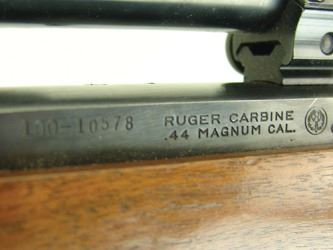 100-10578
RUGER CARBINE
.44 MAGNUM CAL.